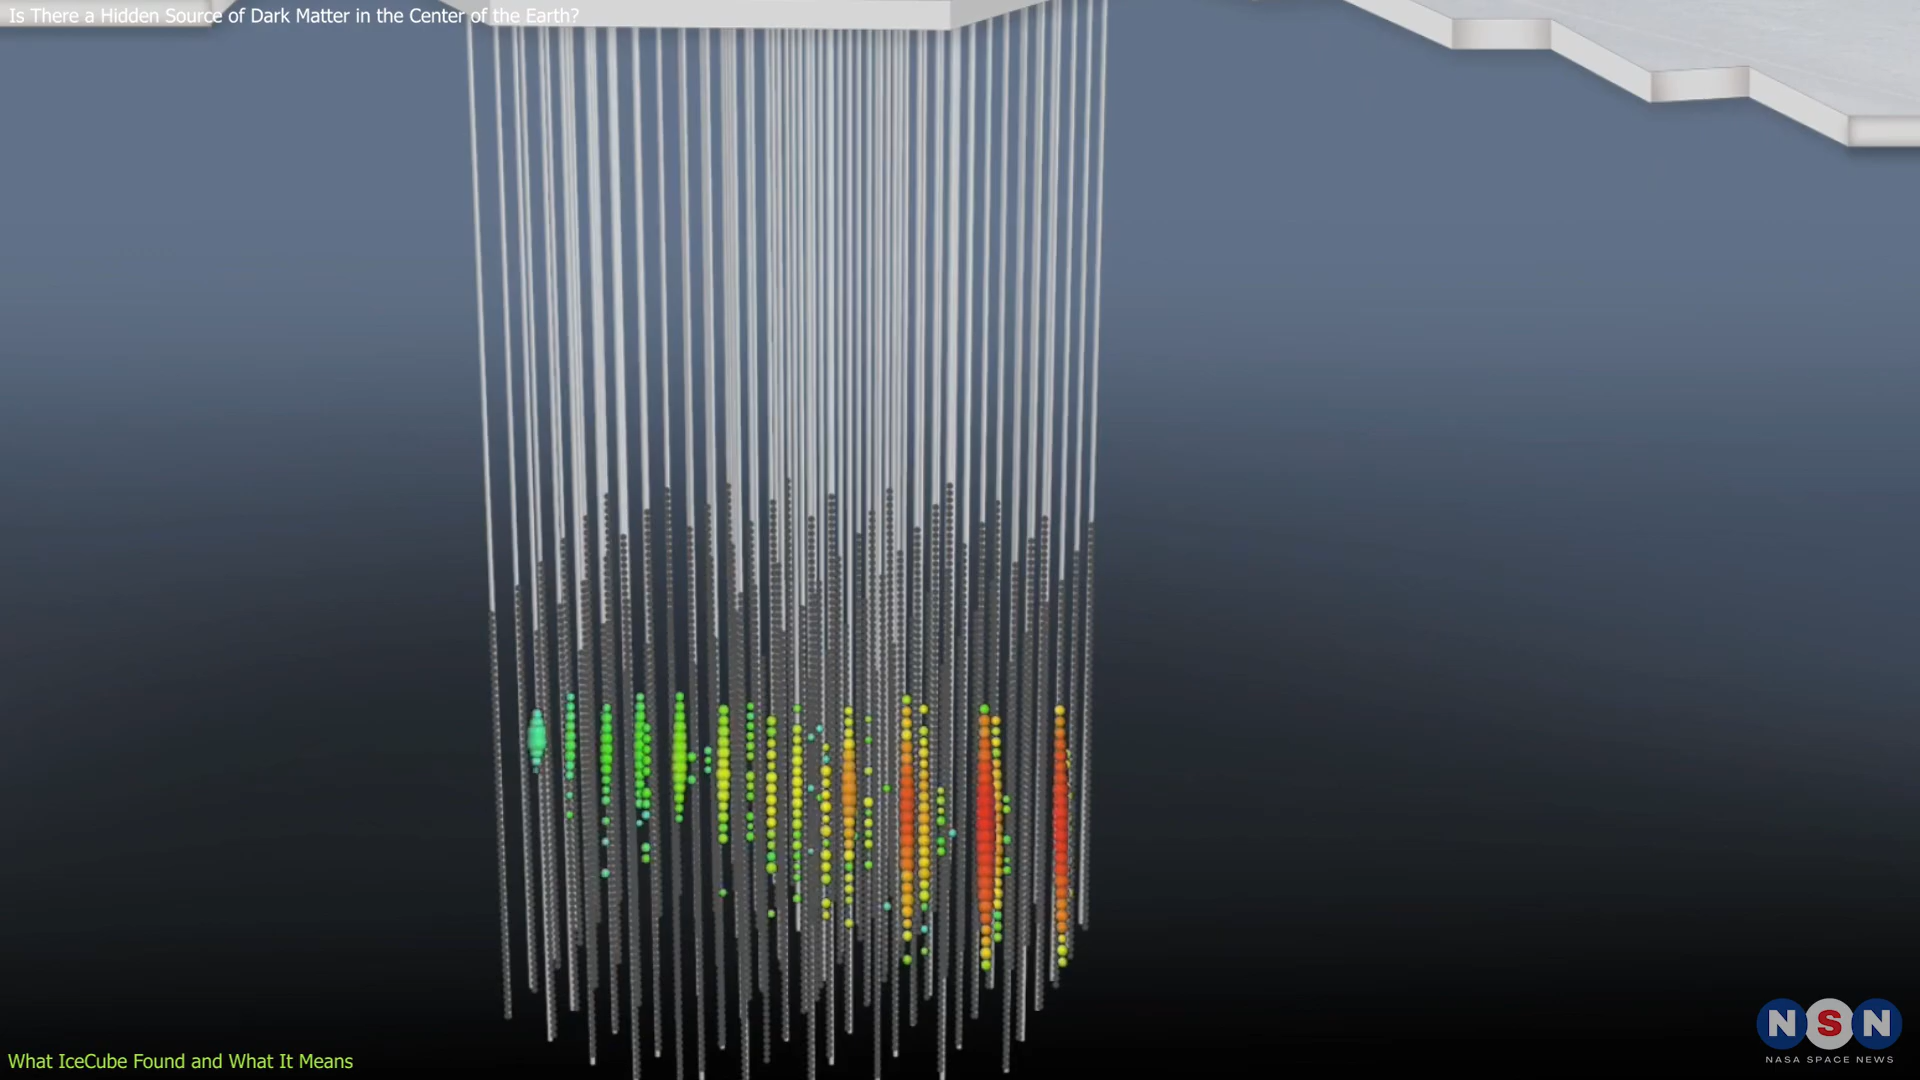 Is There a Hidden Source of Dark Matter in the Center of the Earth?
What IceCube Found and What It Means
NSN
NASA SPACE NEWS